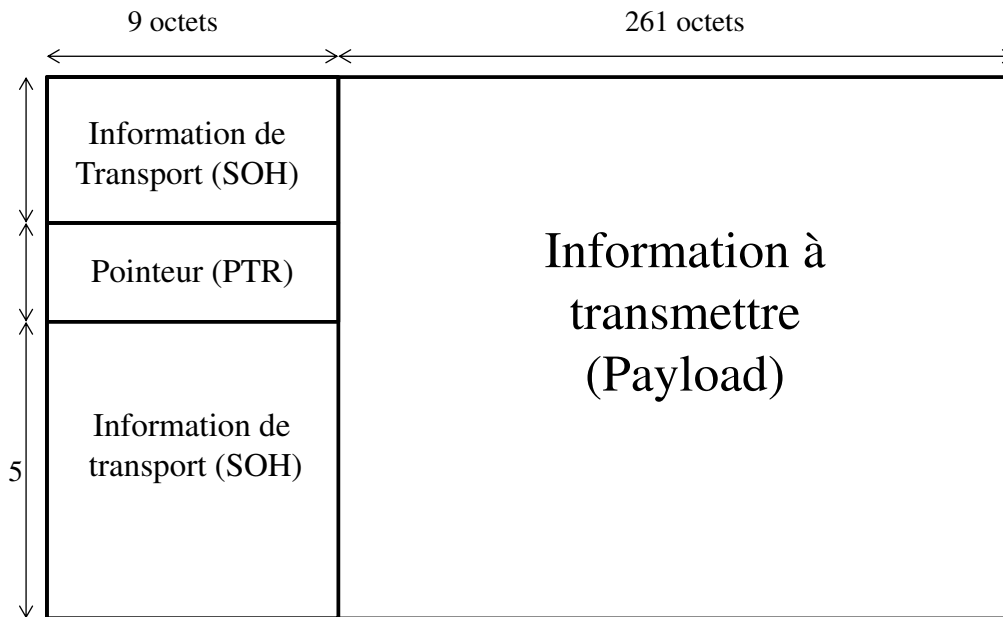 9 octets
261 octets
Information de
Transport (SOH)
Pointeur (PTR)
Information à
transmettre
(Payload)
Information de
transport (SOH)
5